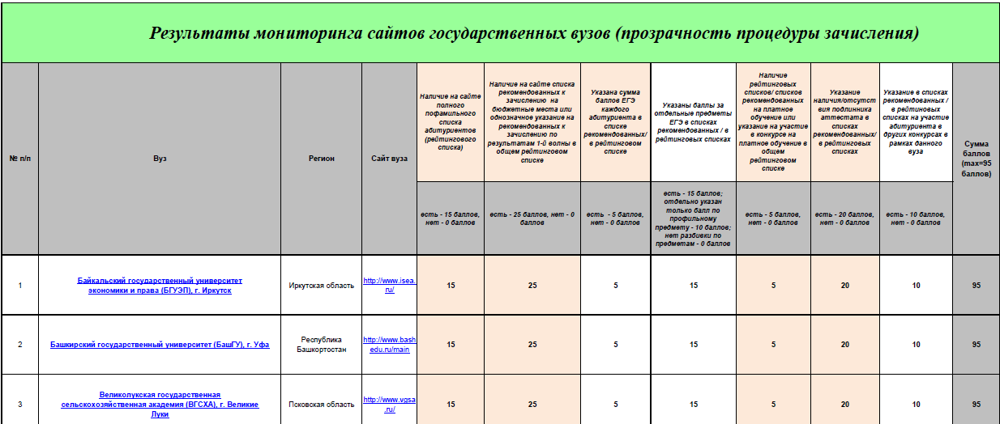 Результаты мониторинга сайтов государственных вузов (прозрачность процедуры зачисления)
№ п/п
Вуз
Регион
Сайт вуза
Наличие на сайте
полного
пофамильного
списка
абитуриентов
(рейтингового
списка)
Наличие на сайте списка
рекомендованных к
зачислению на
бюджетные места или
однозначное указание на
рекомендованных к
зачислению по
результатам 1-й волны в
общем рейтинговом
списке
Указана сумма
баллов ЕГЭ
каждого
абитуриента в
списке
рекомендованных/
в рейтинговом
списке
Указаны баллы за
отдельные предметы
ЕГЭ в списках
рекомендованных / в
рейтинговых списках
Наличие
рейтинговых
списков/ списков
рекомендованных
на платное
обучение или
указание на участие
в конкурсе на
платное обучение в
общем
рейтинговом
списке
Указание
наличия/отсутст
вия подлинника
аттестата в
списках
рекомендованных/
в рейтинговых
списках
Указание в списках
рекомендованных /
в рейтиновых
списках на участие
абитуриента в
других конкурсах в
рамках данного
вуза
Сумма
баллов
(max=95
баллов)
есть - 15 баллов,
нет - 0 баллов
есть - 25 баллов, нет - 0
баллов
есть - 5 баллов,
нет - 0 баллов
есть - 15 баллов;
отдельно указан
только балл по
профильному
предмету - 10 баллов;
нет разбивки по
предметам - 0 баллов
есть - 5 баллов,
нет - 0 баллов
есть - 20 баллов,
нет - 0 баллов
есть - 10 баллов,
нет - 0 баллов
1
Байкальский государственный университет
экономики и права (БГУЭП), г. Иркутск
Иркутская область
http://www.isea.
ru/
15
25
5
15
5
20
10
95
2
Башкирский государственный университет (БашГУ), г. Уфа
Республика
Башкортостан
http://www.bash
edu.ru/main
15
25
5
15
5
20
10
95
3
Великолукская государственная
сельскохозяйственная академия (ВГСХА), г. Великие
Луки
Псковская область
http://www.vgsa
.ru/
15
25
5
15
5
20
10
95